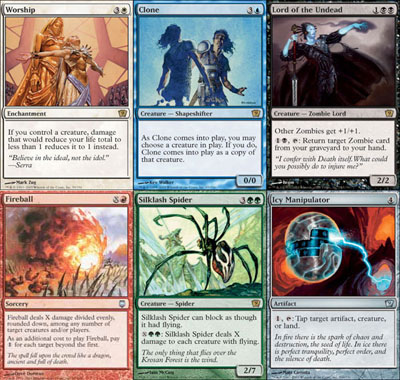 Worship 3
Enchantment
If you control a creature, damage
that would reduce your life total to
less than 1 reduces it to 1 instead.
"Believe in the ideal, not the idol."
—Serra
Mark Zug
Clone 3
Creature — Shapeshifter
As Clone comes into play, you may
choose a creature in play. If you do,
Clone comes into play as a copy of
that creature.
Kev Walker
0/0
Lord of the Undead 1
Creature — Zombie Lord
Other Zombies get +1/+1.
1, : Return target Zombie card
from your graveyard to your hand.
"I confer with Death itself. What could
you possibly do to injure me?"
Brom
2/2
Fireball X
Sorcery
Fireball deals X damage divided evenly,
rounded down, among any number of
target creatures and/or players.
As an additional cost to play Fireball, pay
1 for each target beyond the first.
The spell fell upon the crowd like a dragon,
ancient and full of death.
Dave Dorman
Silklash Spider 3
Creature — Spider
Silklash Spider can block as though
it had flying.
X: Silklash Spider deals X
damage to each creature with flying.
The only thing that flies over the
Krosan Forest is the wind.
Iain McCaig
2/7
Icy Manipulator 4
Artifact
1, : Tap target artifact, creature,
or land.
In fire there is the spark of chaos and
destruction, the seed of life. In ice there
is perfect tranquility, perfect order, and
the silence of death.
Matt Cavotta